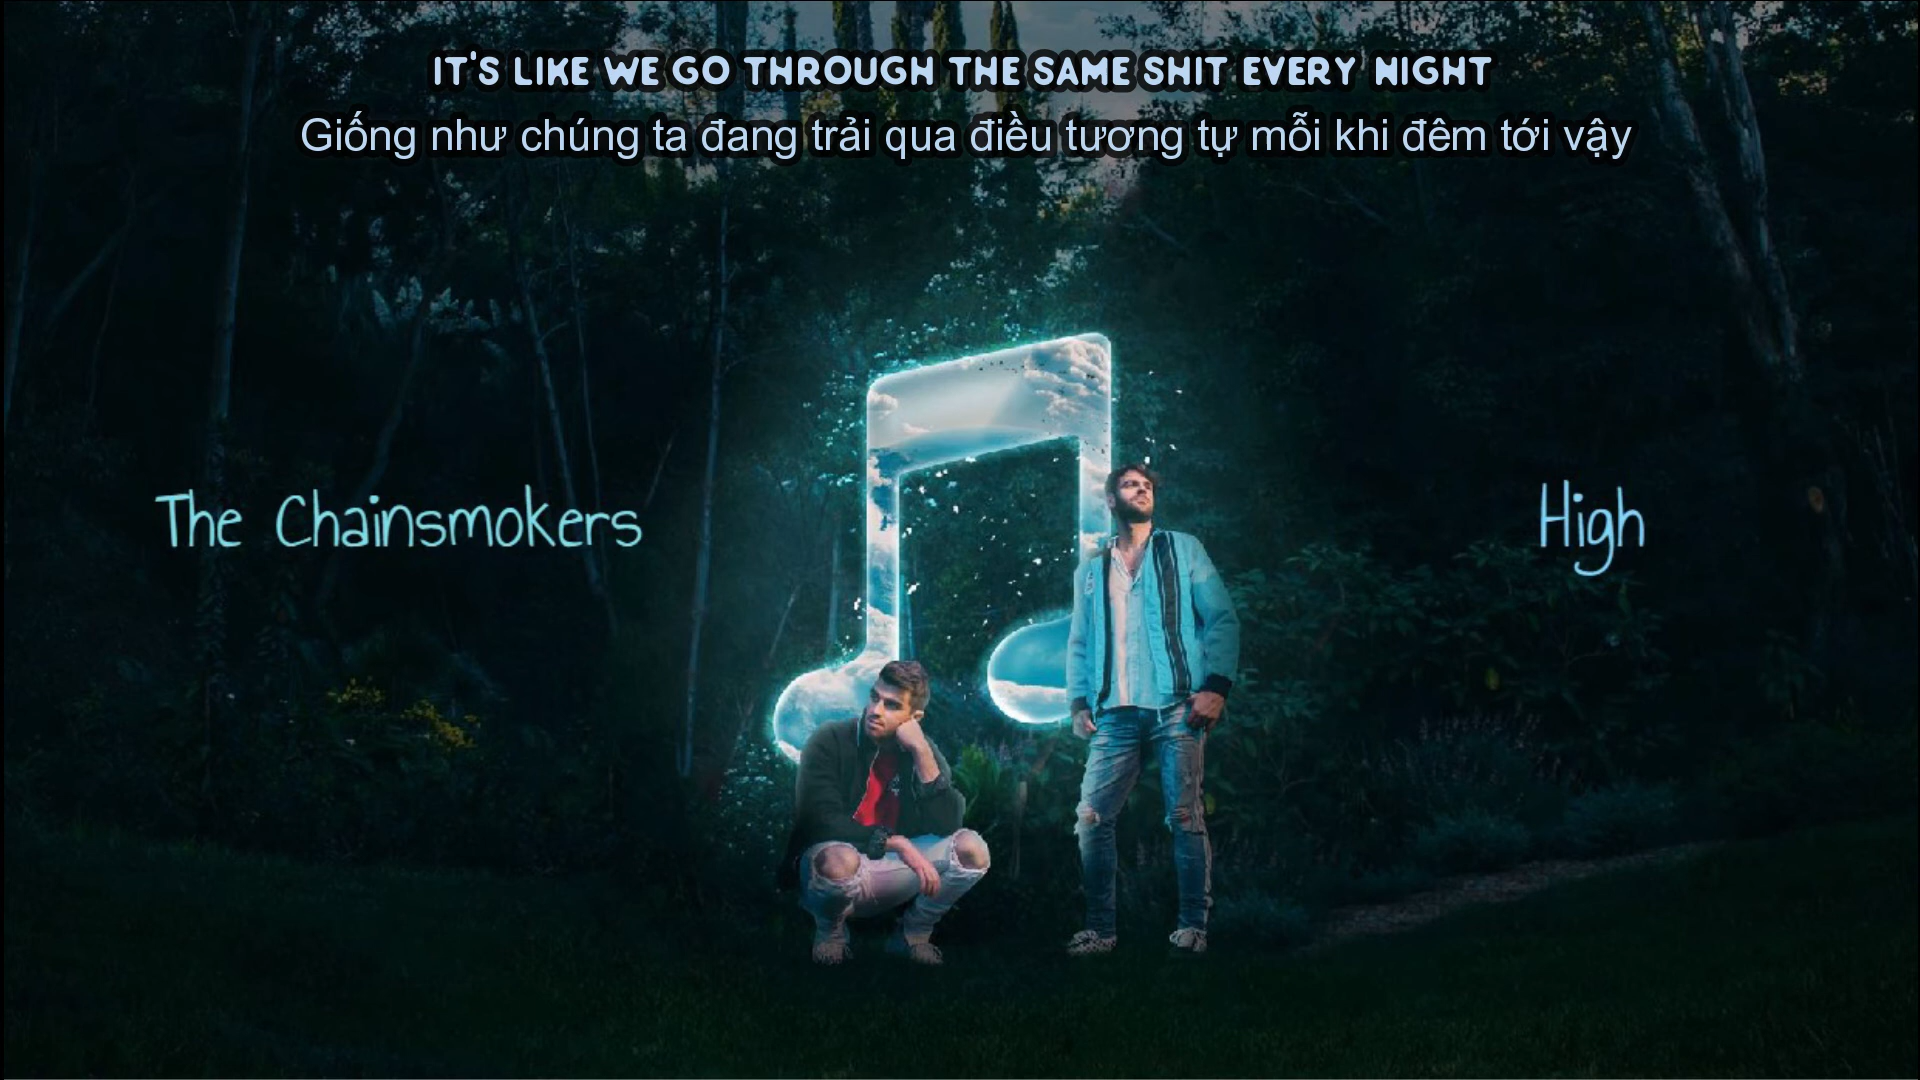 IT'S LIKE WE GO THROUGH THE SAME SHIT EVERY NIGHT
Giống như chúng ta đang trải qua điều tương tự mỗi khi đêm tới vậy
The Chainsmokers
High